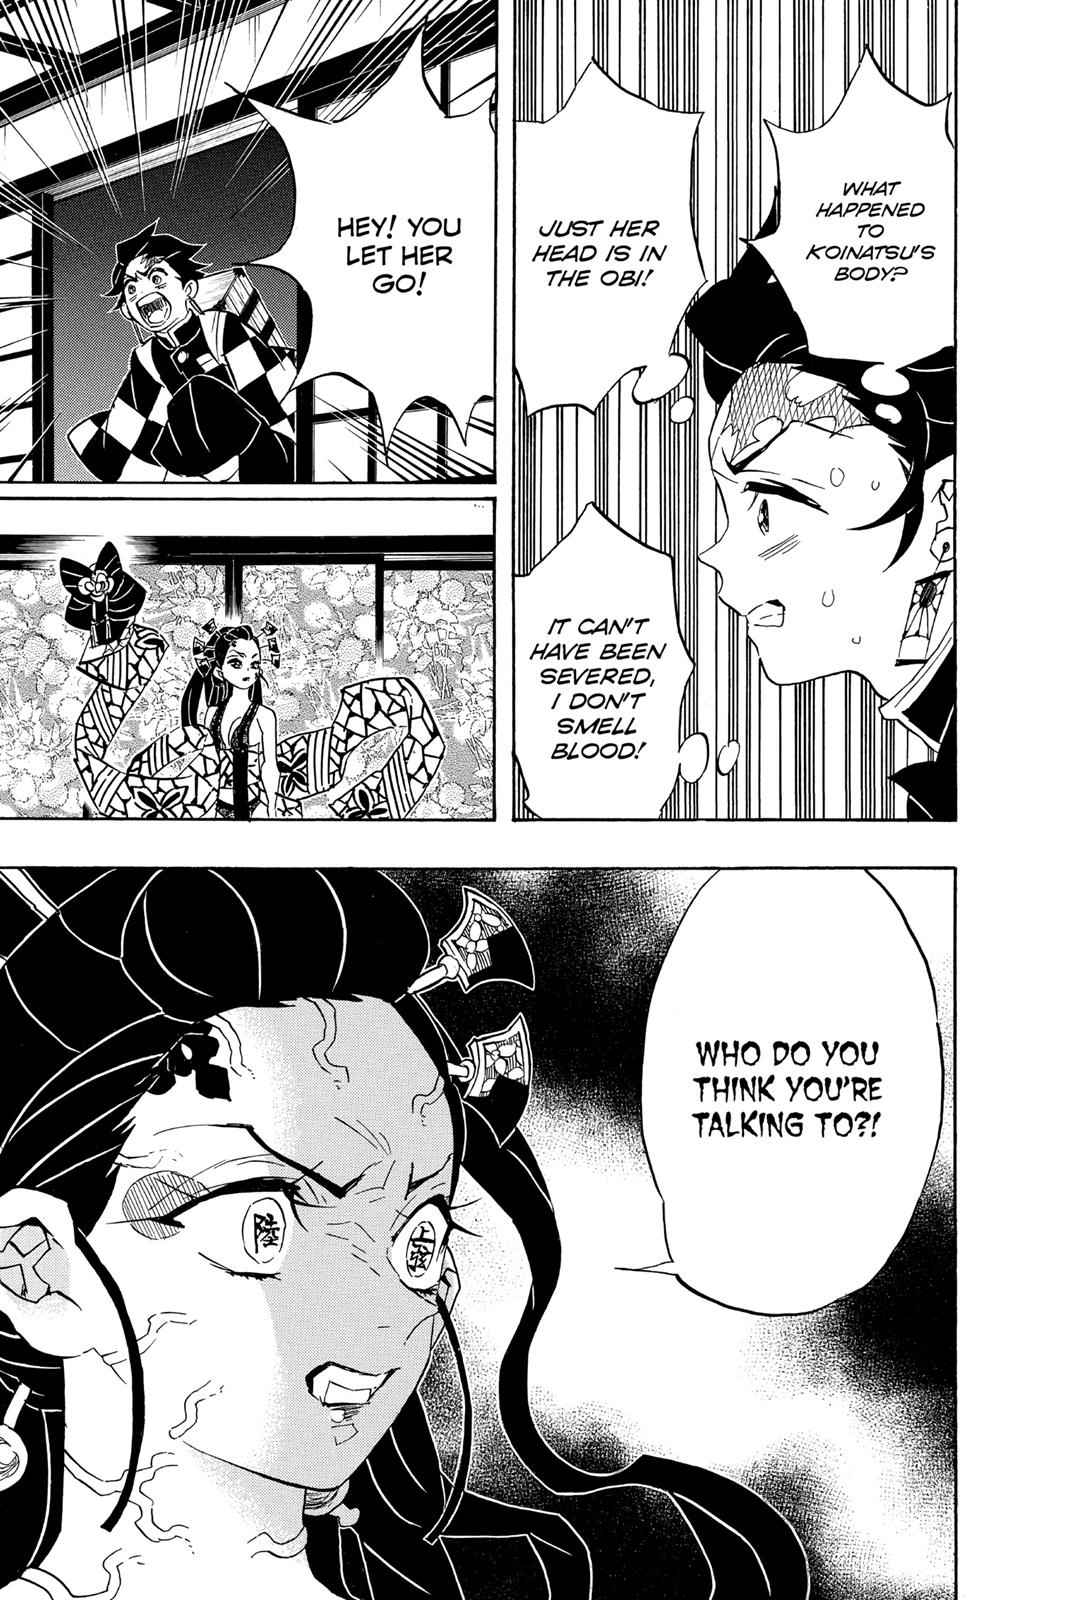 WHAT
HAPPENED
TO
KOINATSU'S
BODY?
JUST HER
HEAD IS IN
THE OBI!
IT CAN'T
HAVE BEEN
SEVERED,
I DON'T
SMELL
BLOOD!
HEY! YOU
LET HER
GO!
WHO DO YOU
THINK YOU'RE
TALKING TO?!
上弦
陸